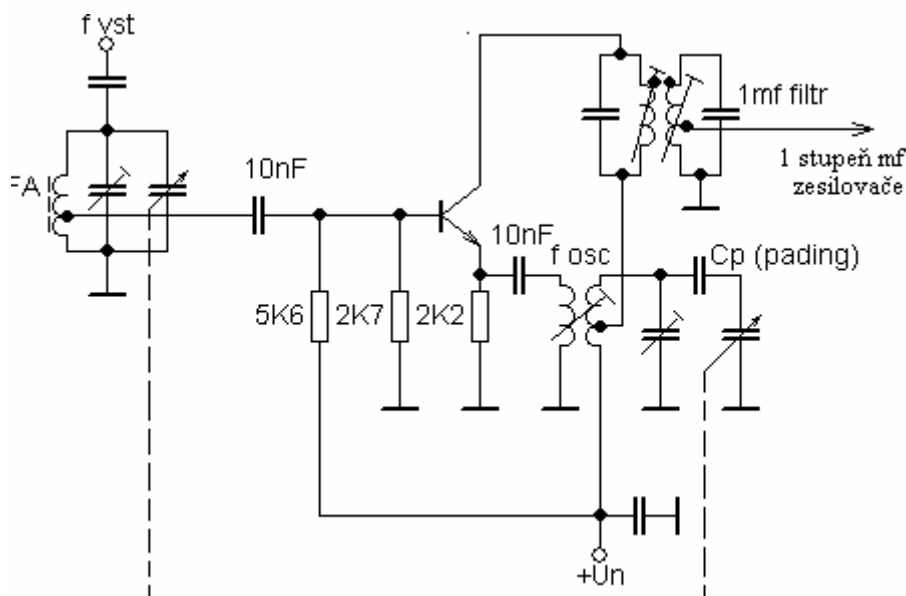 f vst
1mf filtr
10nF
1 stupeň mf
zesilovače
FA
10nF
f osc
Cp (pading)
5K6
2K7
2K2
+Un